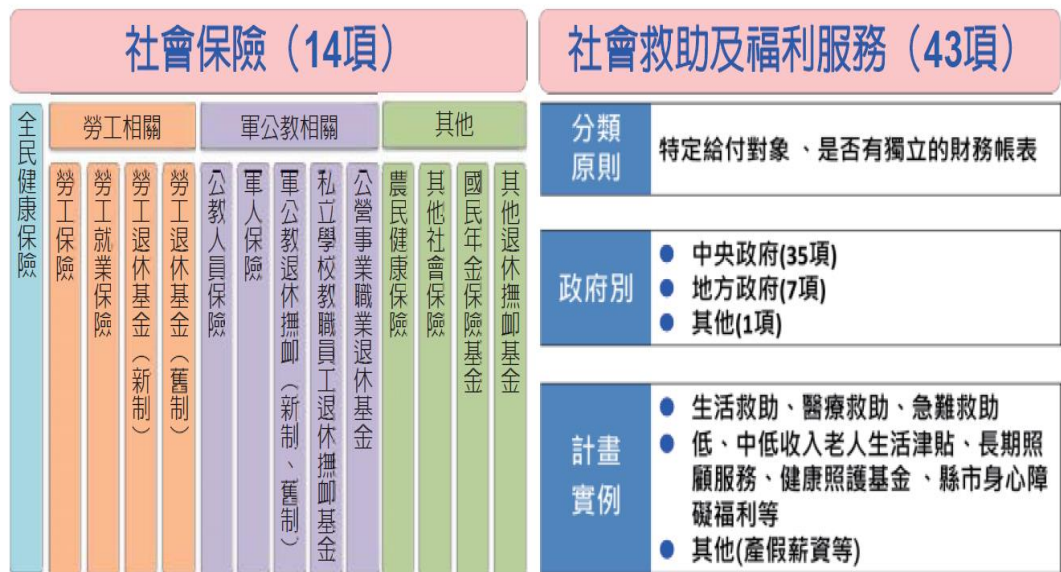 社會保險（14項）
全民健康保險
勞工相關
勞工保險
勞工就業保險
勞工退休基金（新制）
勞工退休基金（舊制）
軍公教相關
公教人員保險
軍人保險
軍公教退休撫卹（新制、舊制）
私立學校教職員工退休撫卹基金
公營事業職業退休基金
其他
農民健康保險
其他社會保險
國民年金保險基金
其他退休撫卹基金
社會救助及福利服務（43項）
分類
原則
特定給付對象 、是否有獨立的財務帳表
政府別
● 中央政府(35項)
● 地方政府(7項)
● 其他(1項)
計畫
實例
● 生活救助、醫療救助、急難救助
● 低、中低收入老人生活津貼、長期照
顧服務、健康照護基金 、縣市身心障
礙福利等
● 其他(產假薪資等)